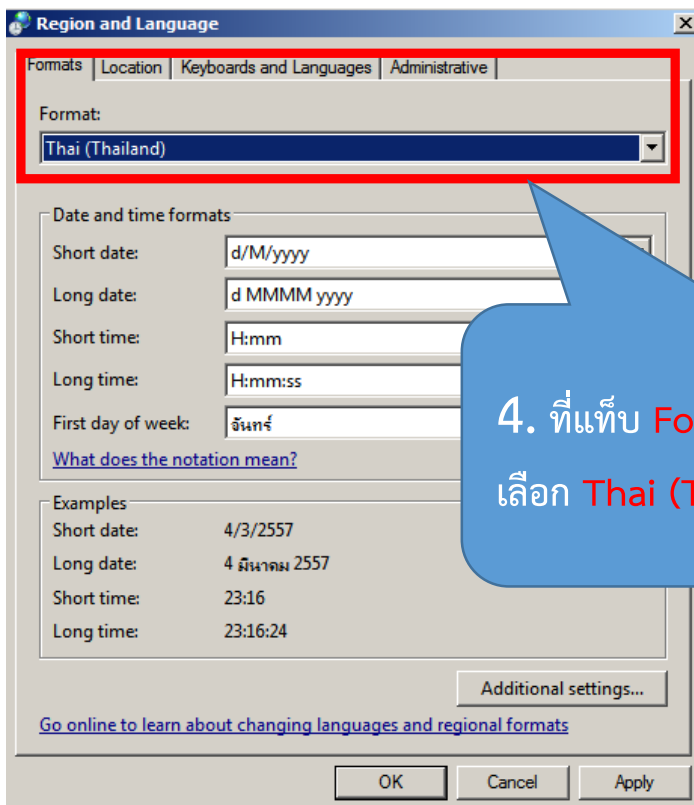 Region and Language
Formats Location Keyboards and Languages Administrative
Format:
Thai (Thailand)
Date and time formats
Short date: d/M/yyyy
Long date: d MMMM yyyy
Short time: H:mm
Long time: H:mm:ss
First day of week: จันทร์
What does the notation mean?
4. ที่แท็บ Fo
เลือก Thai (T
Examples
Short date: 4/3/2557
Long date: 4 มีนาคม 2557
Short time: 23:16
Long time: 23:16:24
Additional settings...
Go online to learn about changing languages and regional formats
OK Cancel Apply